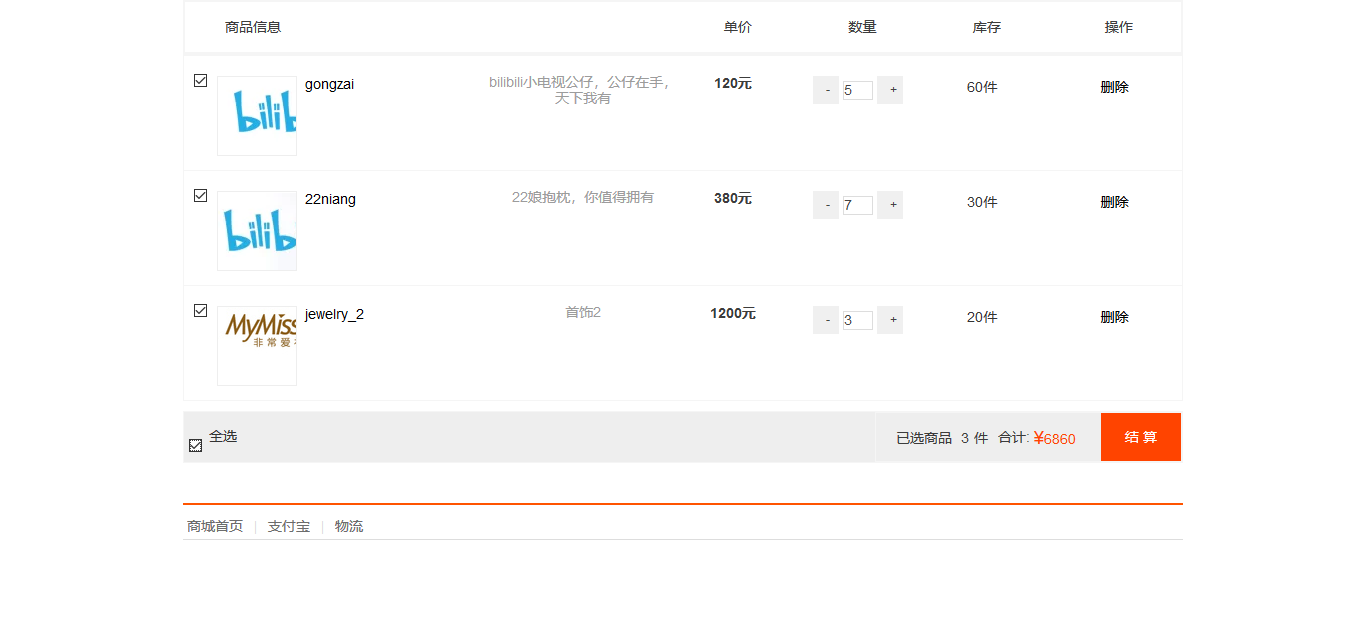 商品信息 单价 数量 库存 操作
gongzai bilibili小电视公仔，公仔在手， 120元 - 5 + 60件 删除
天下我有
bilib
22niang 22娘抱枕，你值得拥有 380元 - 7 + 30件 删除
bilib
jewelry_2 首饰2 1200元 - 3 + 20件 删除
MyMiss
非常爱
全选 已选商品 3 件 合计: ¥6860 结 算
商城首页 | 支付宝 | 物流